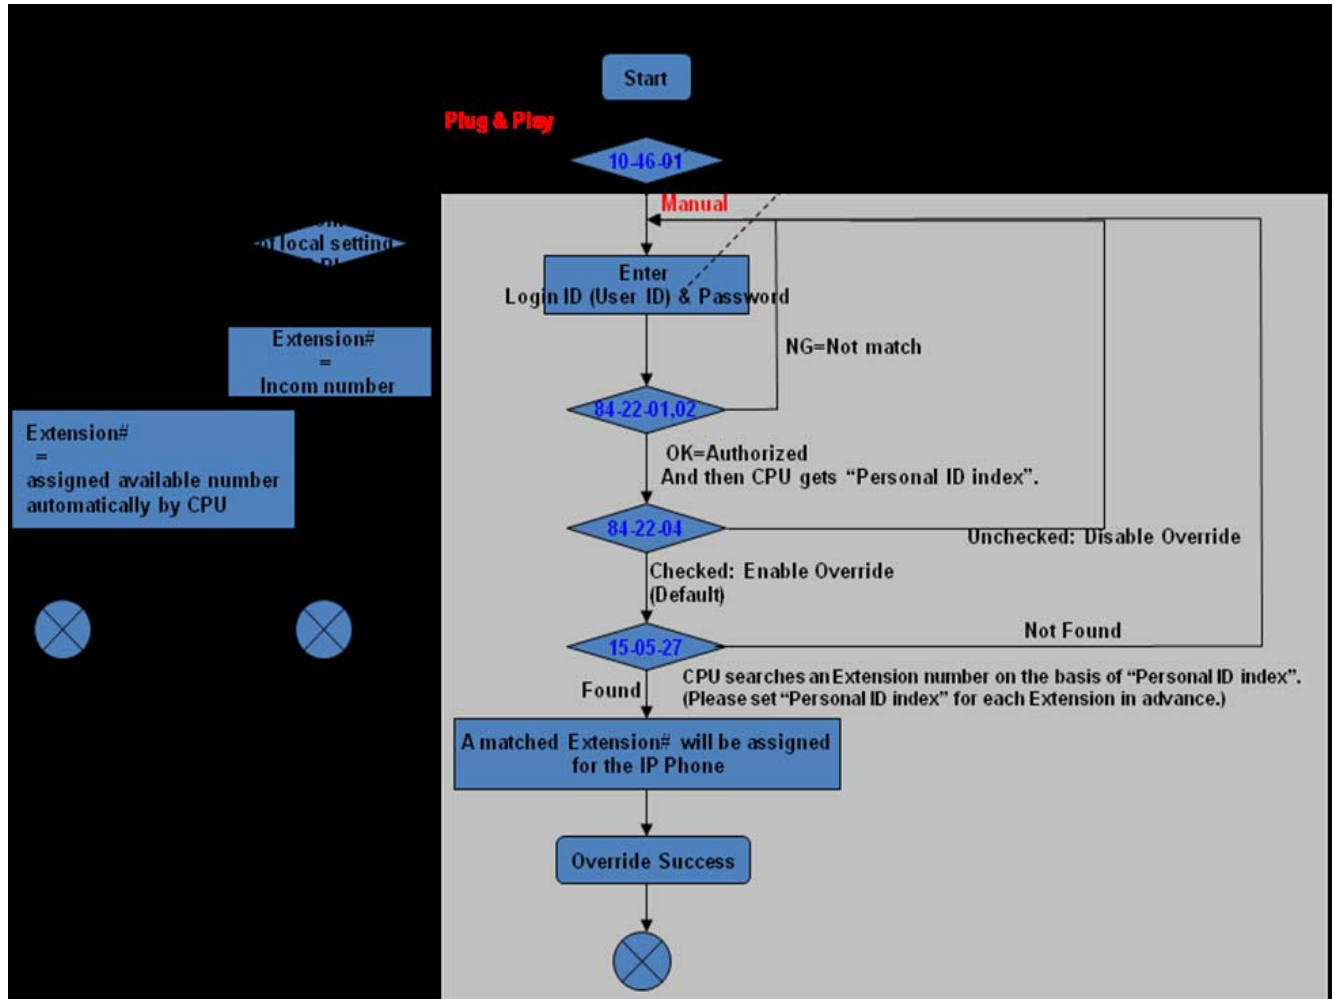 Start
Plug & Play
10-46-01
Manual
local setting
Enter
Login ID (User ID) & Password
Extension#
=
Incom number
NG=Not match
84-22-01,02
Extension#
=
assigned available number
automatically by CPU
OK=Authorized
And then CPU gets “Personal ID index”.
84-22-04
Unchecked: Disable Override
Checked: Enable Override
(Default)
Not Found
15-05-27
CPU searches an Extension number on the basis of “Personal ID index”.
(Please set “Personal ID index” for each Extension in advance.)
Found
A matched Extension# will be assigned
for the IP Phone
Override Success